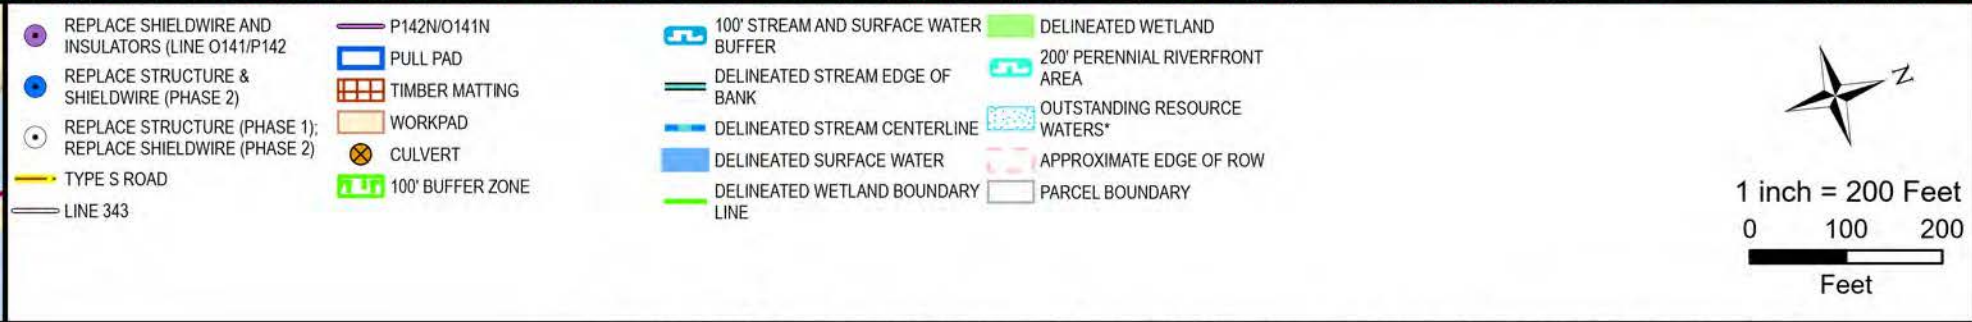 REPLACE SHIELDWIRE AND
INSULATORS (LINE O141/P142
REPLACE STRUCTURE &
SHIELDWIRE (PHASE 2)
REPLACE STRUCTURE (PHASE 1);
REPLACE SHIELDWIRE (PHASE 2)
TYPE S ROAD
LINE 343
P142N/O141N
PULL PAD
TIMBER MATTING
WORKPAD
CULVERT
100' BUFFER ZONE
100' STREAM AND SURFACE WATER
BUFFER
DELINEATED STREAM EDGE OF
BANK
DELINEATED STREAM CENTERLINE
DELINEATED SURFACE WATER
DELINEATED WETLAND BOUNDARY
LINE
DELINEATED WETLAND
200' PERENNIAL RIVERFRONT
AREA
OUTSTANDING RESOURCE
WATERS*
APPROXIMATE EDGE OF ROW
PARCEL BOUNDARY
N
1 inch = 200 Feet
0 100 200
Feet